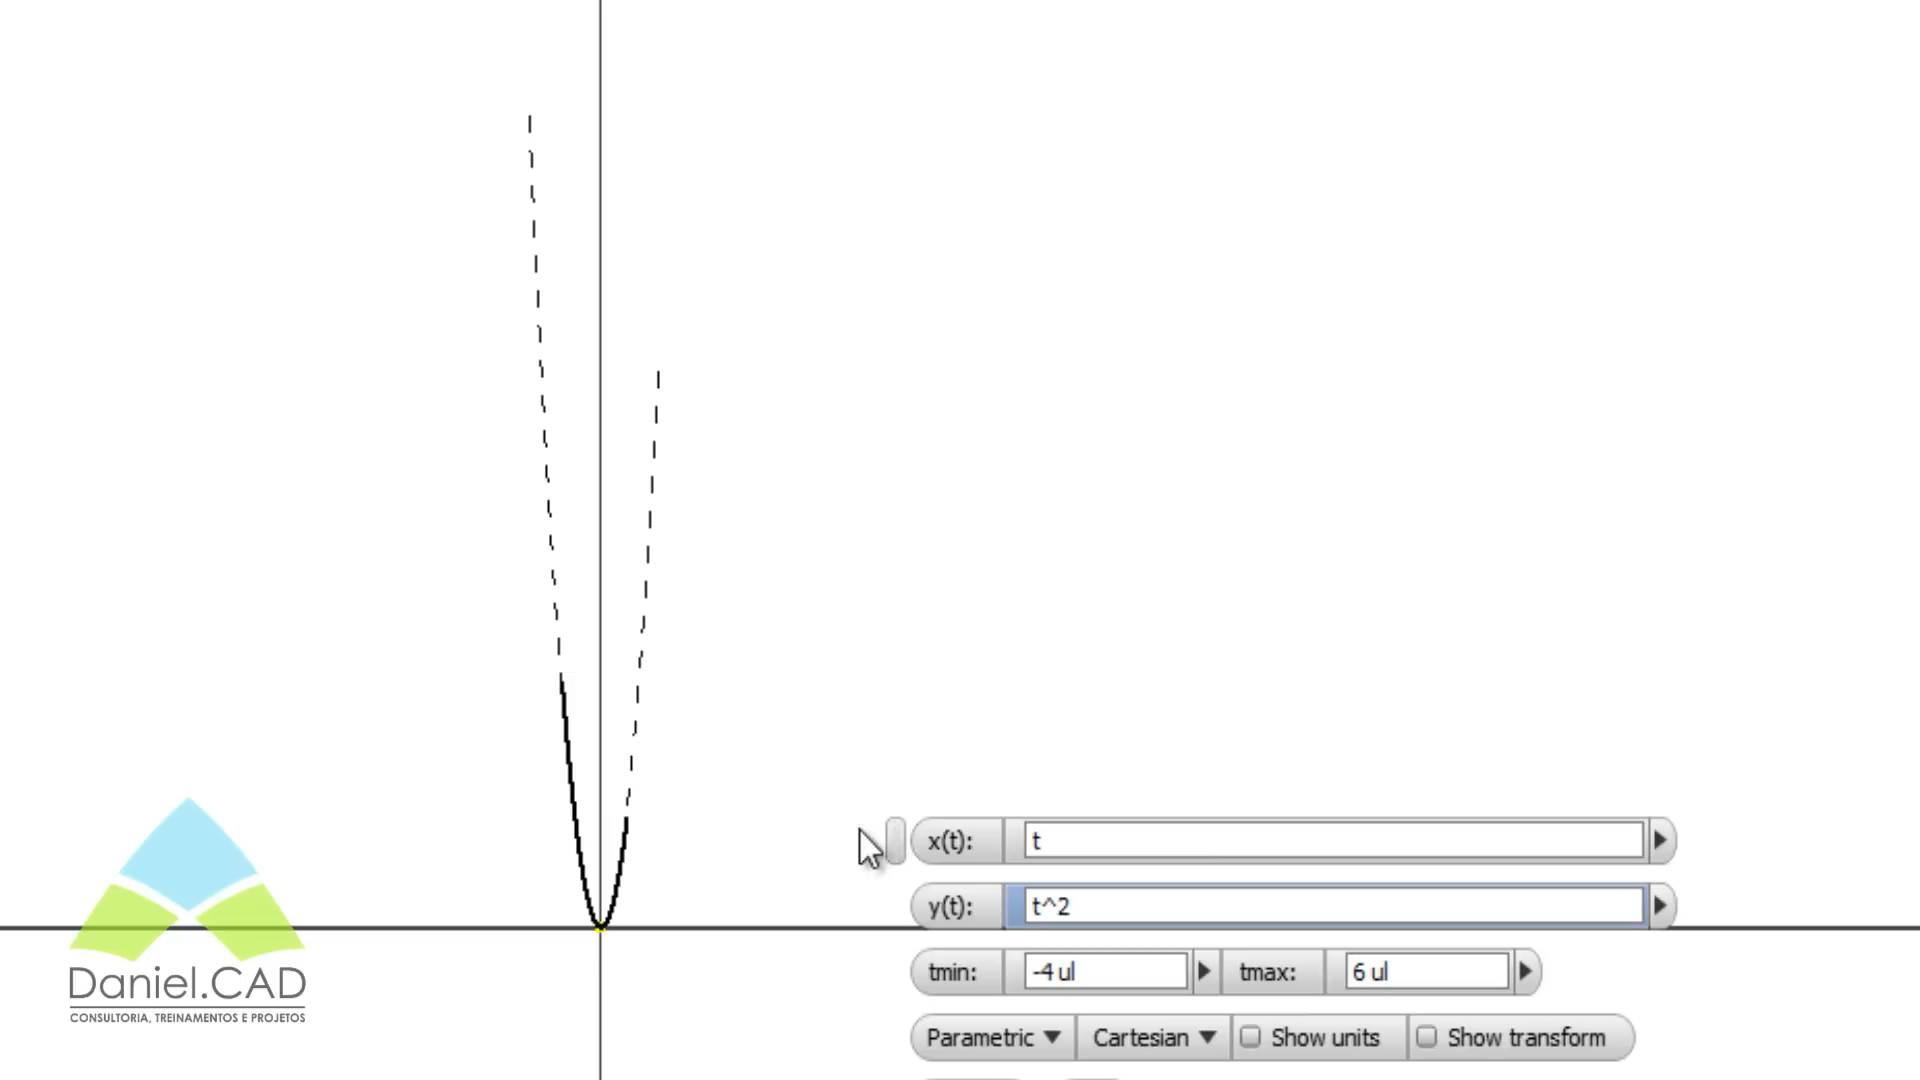 x(t): t
y(t): t^2
tmin: -4 ul tmax: 6 ul
Parametric Cartesian Show units Show transform
Daniel.CAD
CONSULTORIA, TREINAMENTOS E PROJETOS